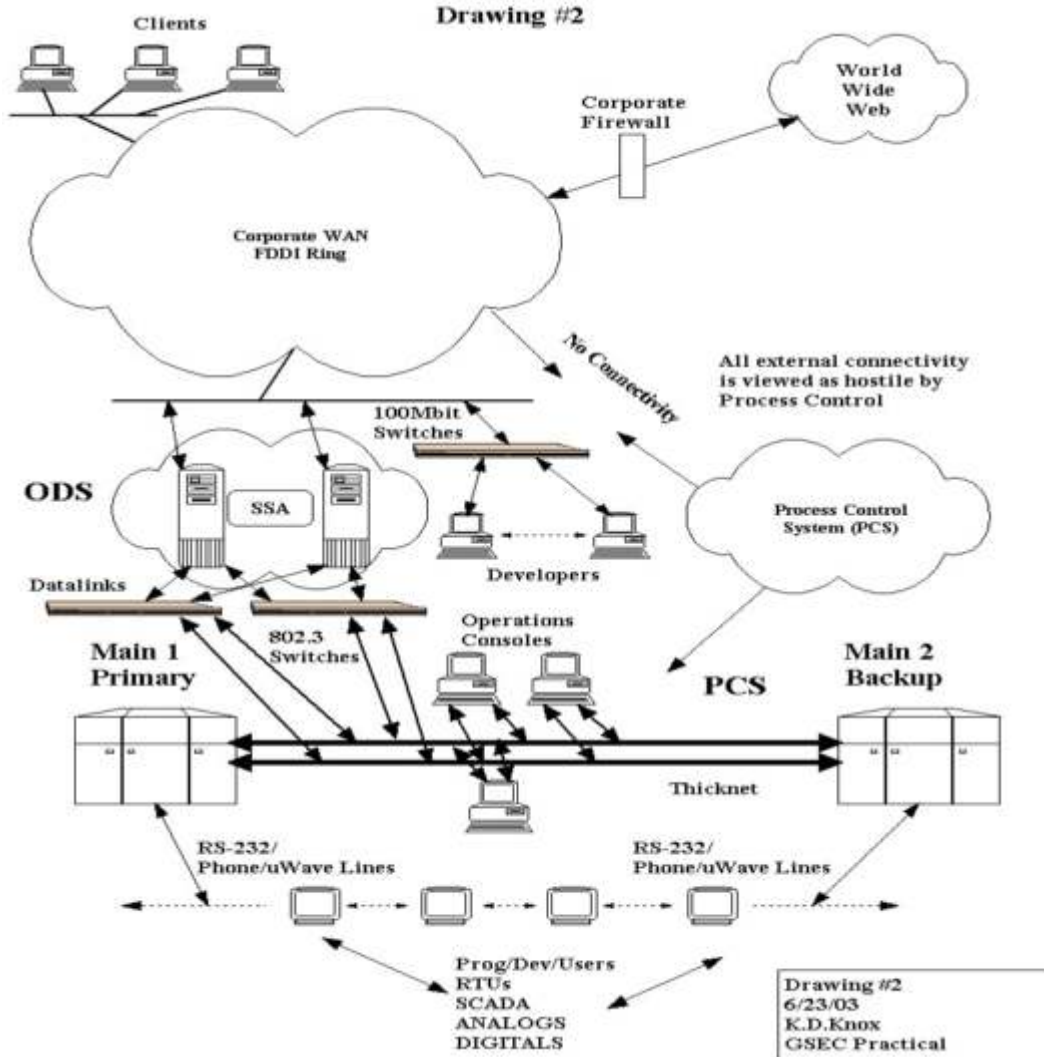 Drawing #2
Clients
World
Wide
Web
Corporate
Firewall
Corporate WAN
FDDI Ring
No Connectivity
All external connectivity
is viewed as hostile by
Process Control
100Mbit
Switches
ODS
SSA
Process Control
System (PCS)
Developers
Datalinks
802.3
Switches
Operations
Consoles
Main 1
Primary
PCS
Main 2
Backup
Thicknet
RS-232/
Phone/uWave Lines
RS-232/
Phone/uWave Lines
Prog/Dev/Users
RTUs
SCADA
ANALOGS
DIGITALS
Drawing #2
6/23/03
K.D.Knox
GSEC Practical